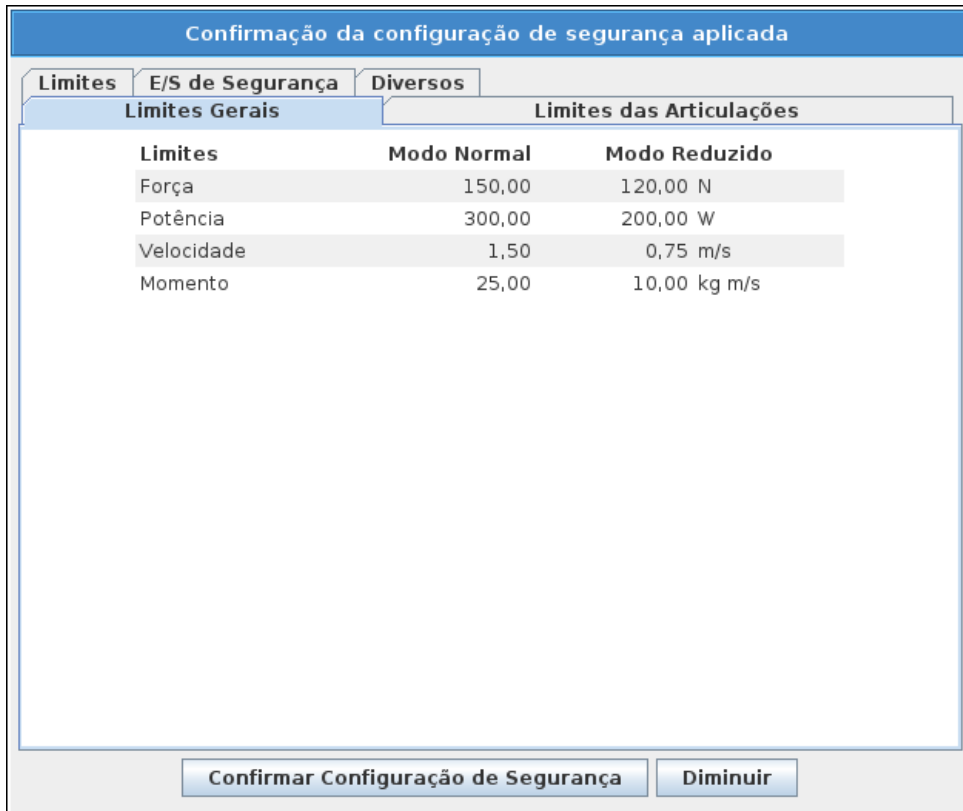 Confirmação da configuração de segurança aplicada
Limites E/S de Segurança Diversos
Limites Gerais Limites das Articulações
Limites Modo Normal Modo Reduzido
Força 150,00 120,00 N
Potência 300,00 200,00 W
Velocidade 1,50 0,75 m/s
Momento 25,00 10,00 kg m/s
Confirmar Configuração de Segurança Diminuir